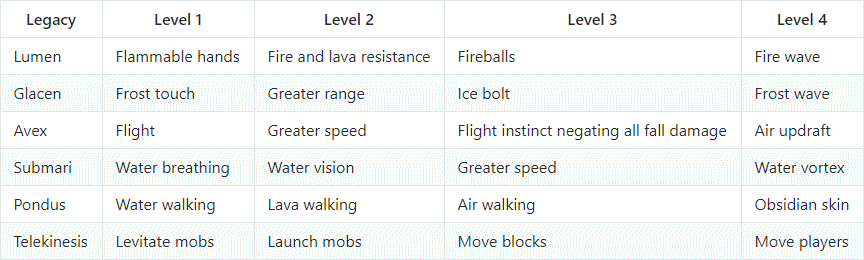 Legacy Level 1 Level 2 Level 3 Level 4
Lumen Flammable hands Fire and lava resistance Fireballs Fire wave
Glacen Frost touch Greater range Ice bolt Frost wave
Avex Flight Greater speed Flight instinct negating all fall damage Air updraft
Submari Water breathing Water vision Greater speed Water vortex
Pondus Water walking Lava walking Air walking Obsidian skin
Telekinesis Levitate mobs Launch mobs Move blocks Move players